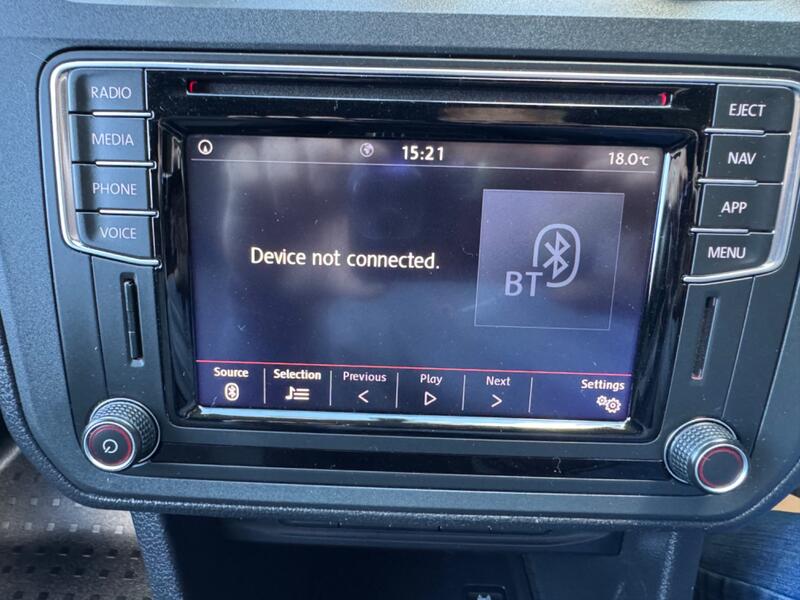 RADIO
MEDIA
PHONE
VOICE
EJECT
NAV
APP
MENU
15:21
18.0°C
Device not connected.
BT
Source
Selection
Previous
Play
Next
Settings